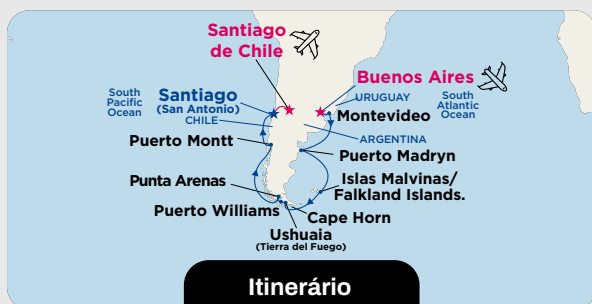 Santiago
de Chile
Buenos Aires
South
Pacific
Ocean
Santiago
(San Antonio)
CHILE
URUGUAY
South
Atlantic
Ocean
Montevideo
ARGENTINA
Puerto Montt
Puerto Madryn
Punta Arenas
Islas Malvinas/
Falkland Islands.
Puerto Williams
Cape Horn
Ushuaia
(Tierra del Fuego)
Itinerário